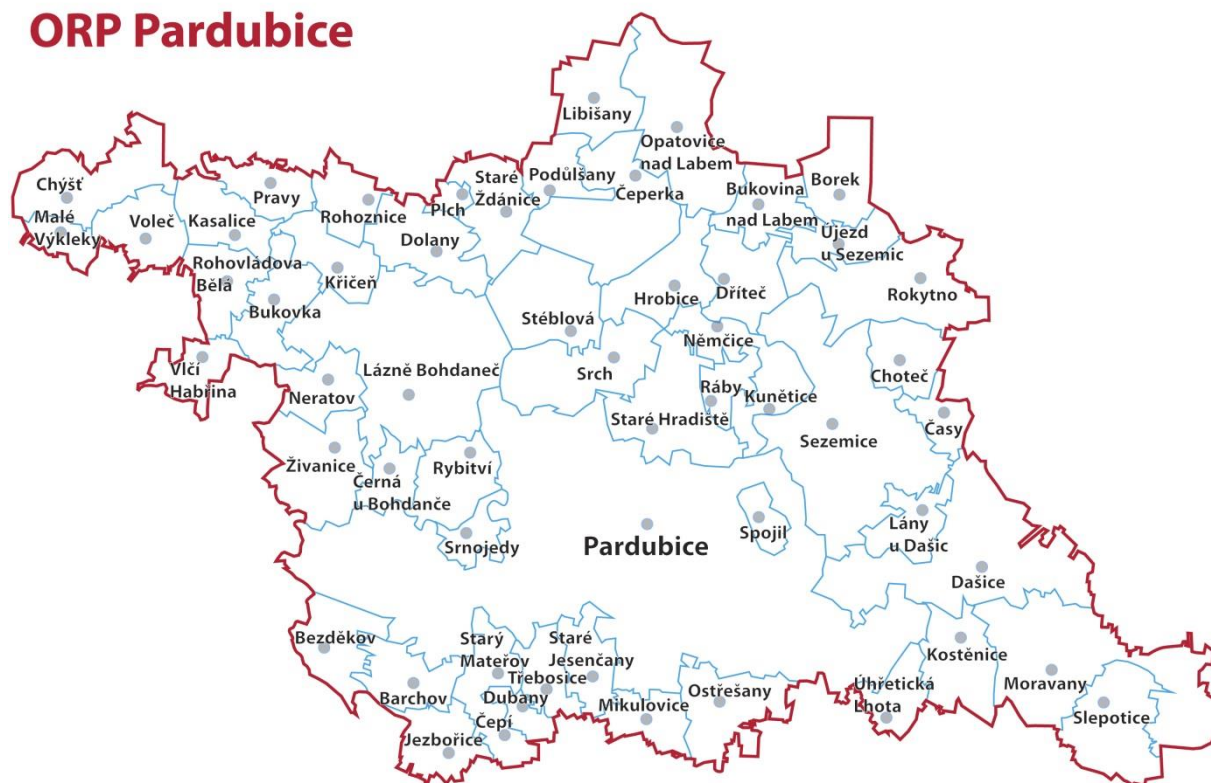 ORP Pardubice
Libišany
Opatovice
nad Labem
Chýšť
Malé
Výkleky
Voleč
Kasalice
Pravy
Rohoznice
Plch
Staré
Ždánice
Podůlšany
Čeperka
Bukovina
nad Labem
Borek
Újezd
u Sezemic
Dolany
Rohovládova
Bělá
Bukovka
Křičeň
Rokytno
Hrobice
Dříteč
Stéblová
Němčice
Vlčí
Habřina
Neratov
Lázně Bohdaneč
Srch
Ráby
Kunětice
Choteč
Staré Hradiště
Sezemice
Časy
Živanice
Černá
u Bohdanče
Rybitví
Srnojedy
Pardubice
Spojil
Lány
u Dašic
Dašice
Bezděkov
Starý
Mateřov
Staré
Jesenčany
Třebosice
Barchov
Dubany
Čepí
Jezbořice
Mikulovice
Ostřešany
Úhřetická
Lhota
Kostěnice
Moravany
Slepotice